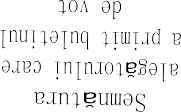 Semnătura
alegătorului care
a primit buletinul
de vot